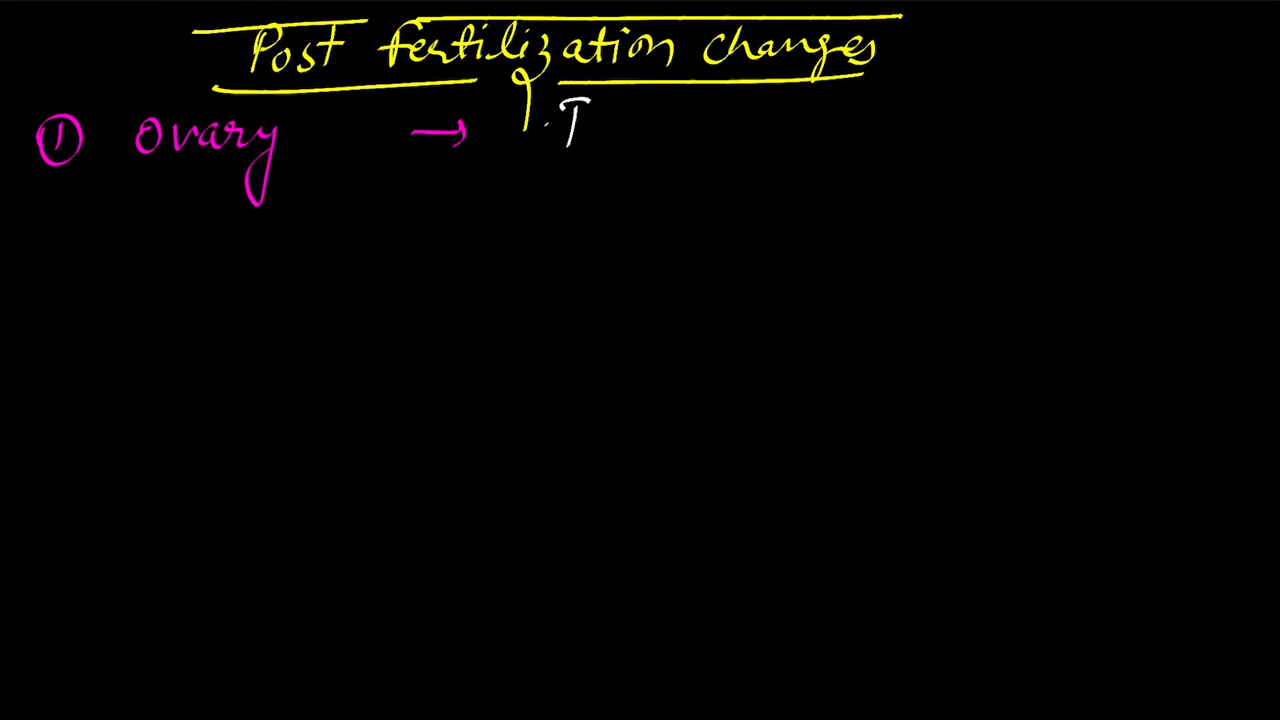 Post fertilization changes
① Ovary → T